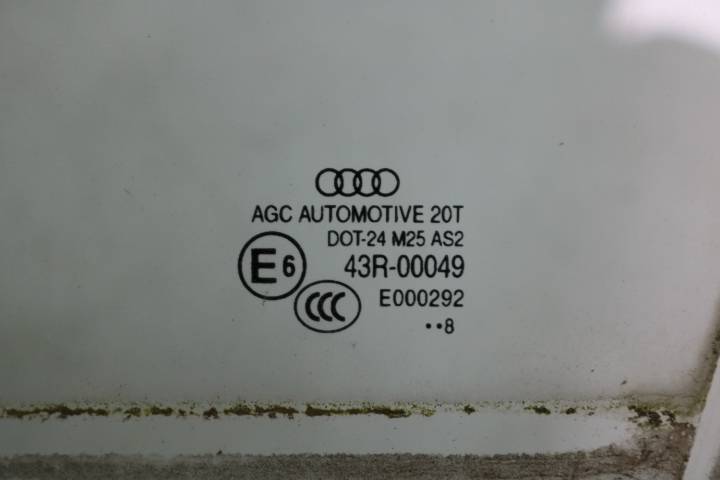 AGC AUTOMOTIVE 20T
DOT-24 M25 AS2
E6 43R-00049
CCC E000292
··8